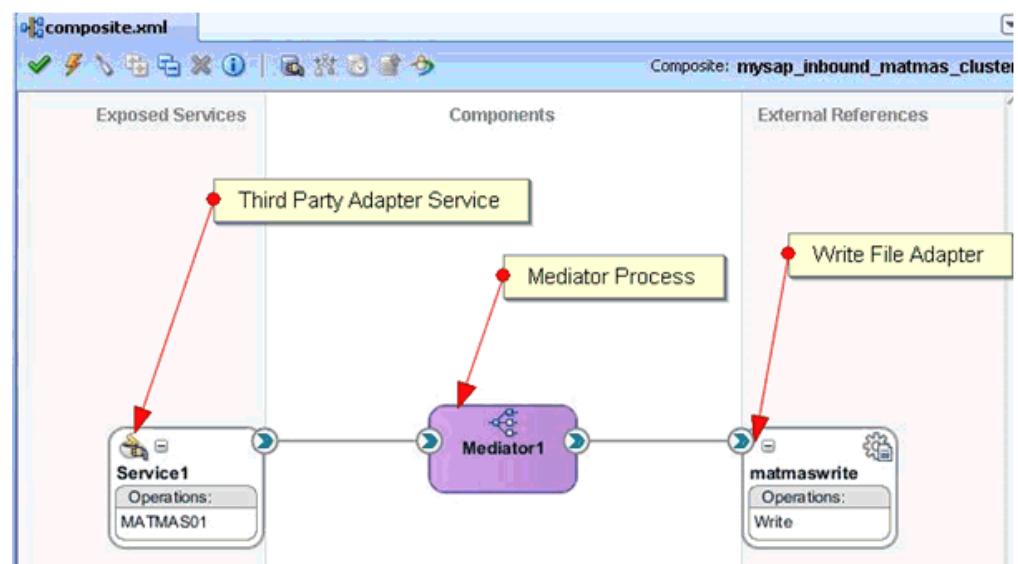 composite.xml
Composite: mysap_inbound_matmas_cluste
Exposed Services
Components
External References
Third Party Adapter Service
Write File Adapter
Mediator Process
Mediator1
Service1
Operations:
MATMAS01
matmaswrite
Operations:
Write